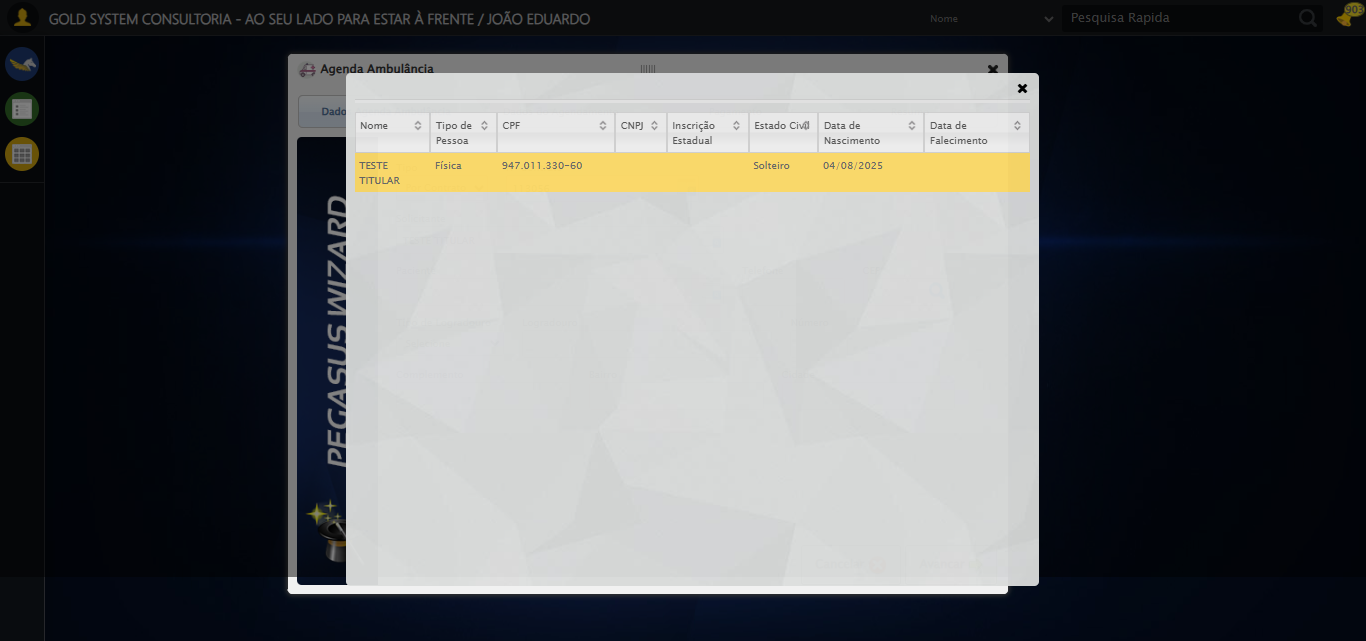 GOLD SYSTEM CONSULTORIA - AO SEU LADO PARA ESTAR À FRENTE / JOÃO EDUARDO
Nome
Pesquisa Rapida
903
Agenda Ambulância
Dado
Nome
Tipo de Pessoa
CPF
CNPJ
Inscrição Estadual
Estado Civil
Data de Nascimento
Data de Falecimento
TESTE TITULAR
Física
947.011.330-60
Solteiro
04/08/2025
PEGASUS WIZARD